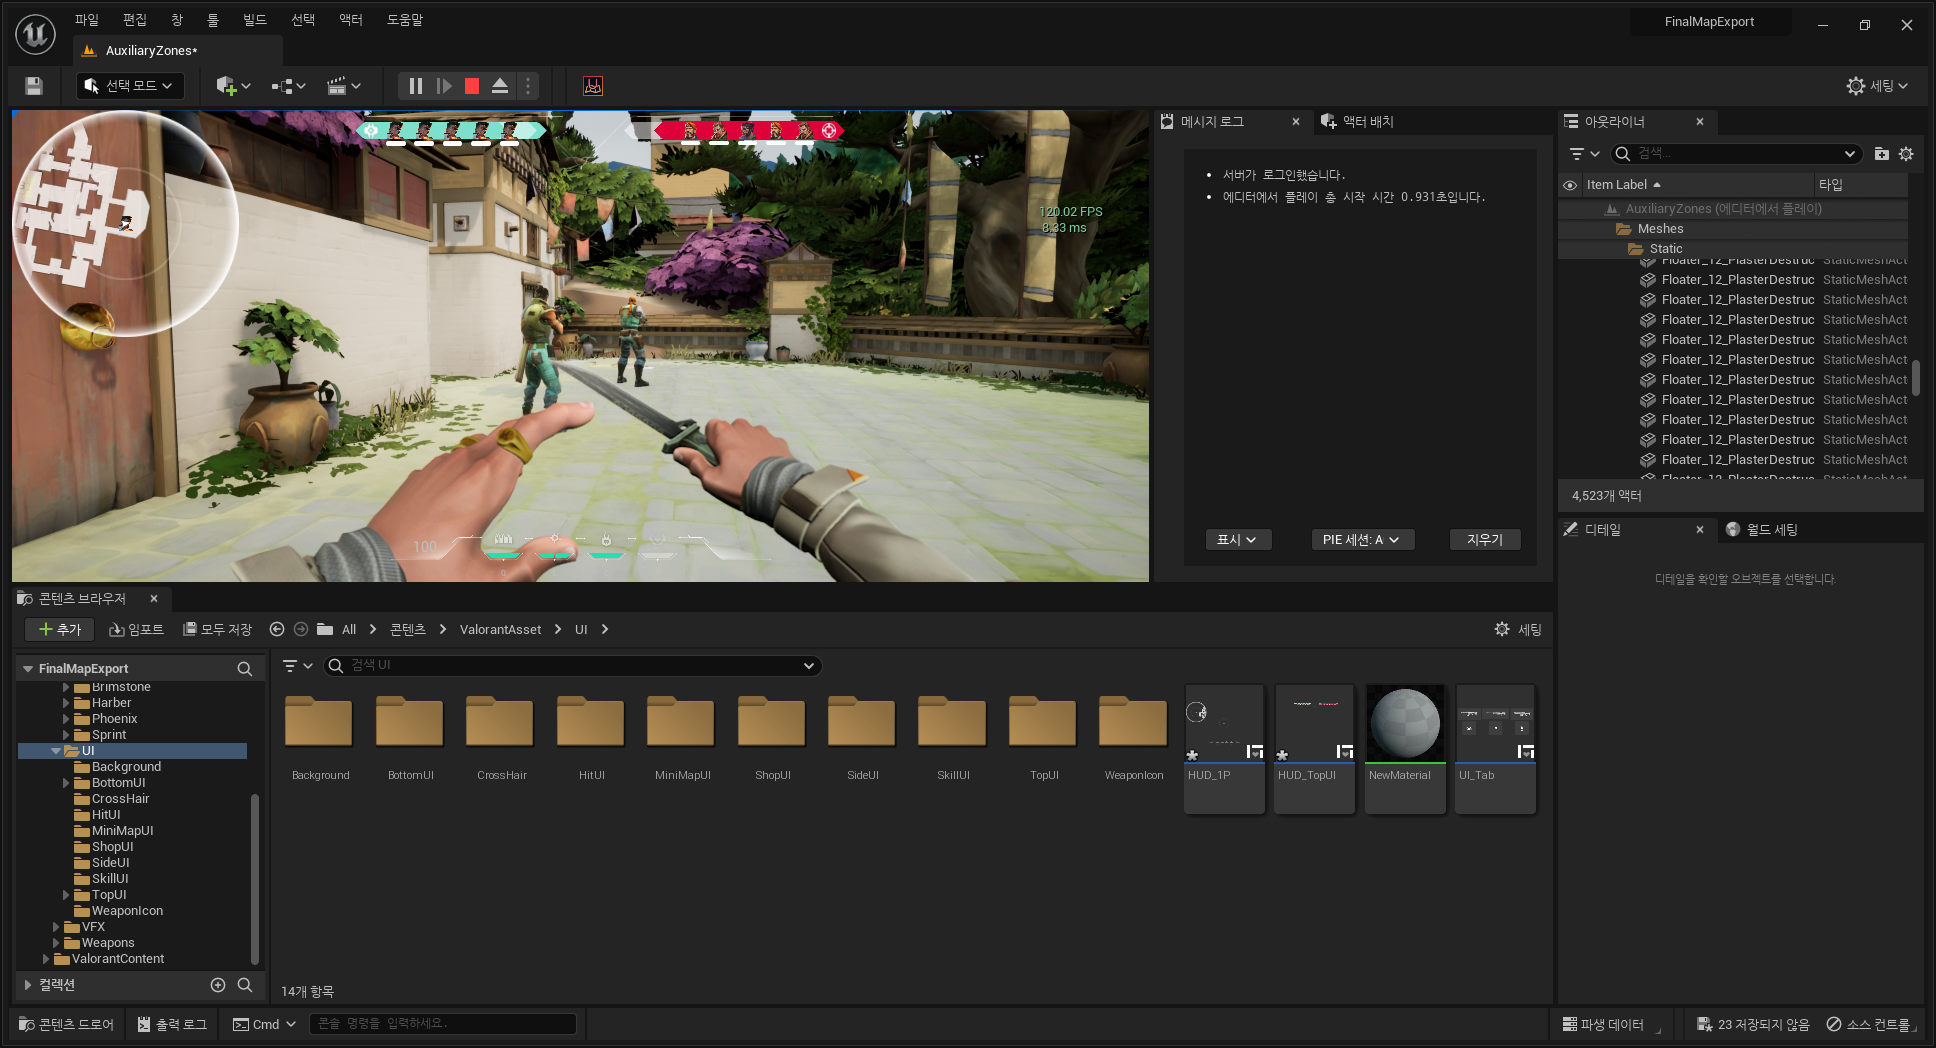 파일 편집 창 툴 빌드 선택 액터 도움말
FinalMapExport
AuxiliaryZones*
선택 모드
세팅
120.02 FPS
8.33 ms
100
메시지 로그
액터 배치
서버가 로그인했습니다.
에디터에서 플레이 총 시작 시간 0.931초입니다.
표시
PIE 세션: A
지우기
아웃라이너
검색...
Item Label
타입
AuxiliaryZones (에디터에서 플레이)
Meshes
Static
Floater_12_PlasterDestruc StaticMeshAct
Floater_12_PlasterDestruc StaticMeshAct
Floater_12_PlasterDestruc StaticMeshAct
Floater_12_PlasterDestruc StaticMeshAct
Floater_12_PlasterDestruc StaticMeshAct
Floater_12_PlasterDestruc StaticMeshAct
Floater_12_PlasterDestruc StaticMeshAct
Floater_12_PlasterDestruc StaticMeshAct
Floater_12_PlasterDestruc StaticMeshAct
Floater_12_PlasterDestruc StaticMeshAct
Floater_12_PlasterDestruc StaticMeshAct
Floater_12_PlasterDestruc StaticMeshAct
4,523개 액터
디테일
월드 세팅
디테일을 확인할 오브젝트를 선택합니다.
콘텐츠 브라우저
추가
임포트
모두 저장
All 콘텐츠 ValorantAsset UI
세팅
FinalMapExport
검색 UI
Brimstone
Harber
Phoenix
Sprint
UI
Background
BottomUI
CrossHair
HitUI
MiniMapUI
ShopUI
SideUI
SkillUI
TopUI
WeaponIcon
VFX
Weapons
ValorantContent
컬렉션
Background BottomUI CrossHair HitUI MiniMapUI ShopUI SideUI SkillUI TopUI WeaponIcon HUD_1P HUD_TopUI NewMaterial UI_Tab
14개 항목
콘텐츠 드로어
출력 로그
Cmd
콘솔 명령을 입력하세요.
파생 데이터
23 저장되지 않음
소스 컨트롤